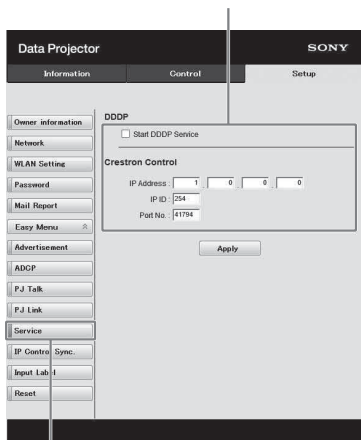 Data Projector
SONY
Information
Control
Setup
Owner information
Network
WLAN Setting
Password
Mail Report
Easy Menu
Advertisement
ADCP
PJ Talk
PJ Link
Service
IP Control Sync.
Input Label
Reset
DDDP
Start DDDP Service
Crestron Control
IP Address : 1 . 0 . 0 . 0
IP ID : 254
Port No. : 41794
Apply